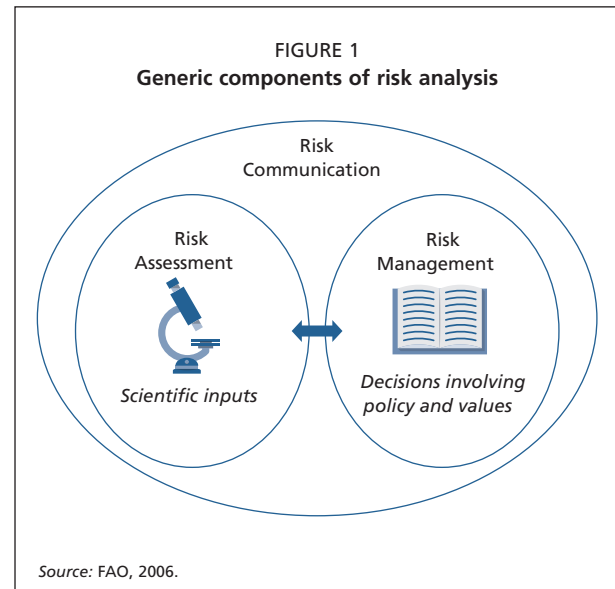 FIGURE 1
Generic components of risk analysis
Risk
Communication
Risk
Assessment
Scientific inputs
Risk
Management
Decisions involving
policy and values
Source: FAO, 2006.